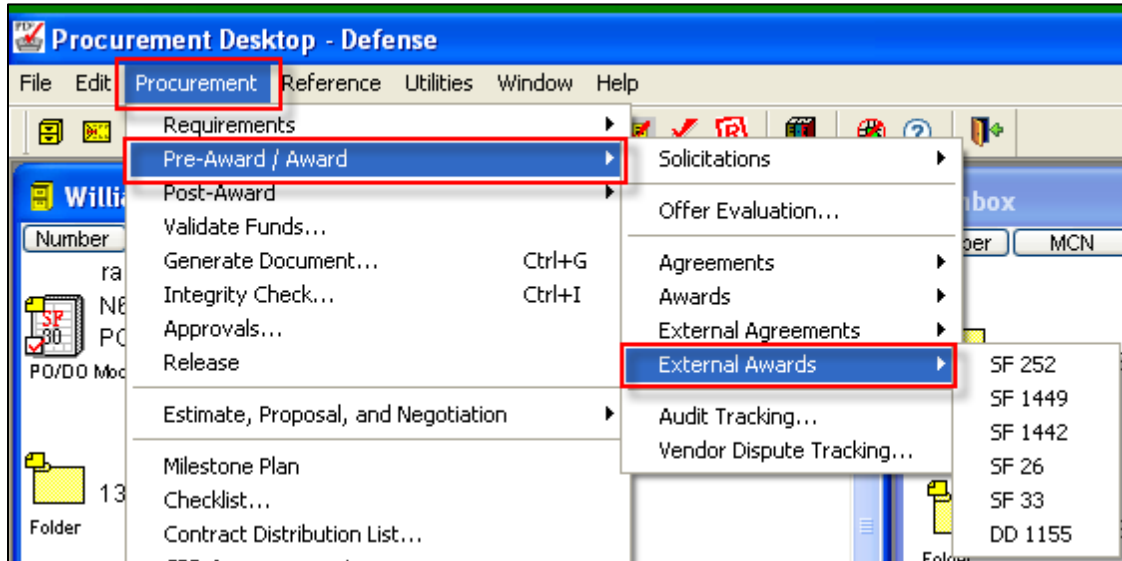 Procurement Desktop - Defense
File Edit Procurement Reference Utilities Window Help
Number
PO/DO
Folder
Requirements
Pre-Award / Award
Post-Award
Validate Funds...
Generate Document... Ctrl+G
Integrity Check... Ctrl+I
Approvals...
Release
Estimate, Proposal, and Negotiation
Milestone Plan
Checklist...
Contract Distribution List...
Solicitations
Offer Evaluation...
Agreements
Awards
External Agreements
External Awards
Audit Tracking...
Vendor Dispute Tracking...
SF 252
SF 1449
SF 1442
SF 26
SF 33
DD 1155
MCN